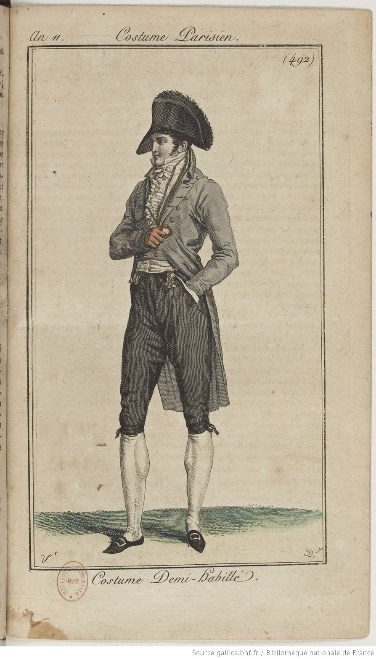 An 11. Costume Parisien.
(492)
Costume Demi-habillé.
Source gallica.bnf.fr / Bibliothèque nationale de France